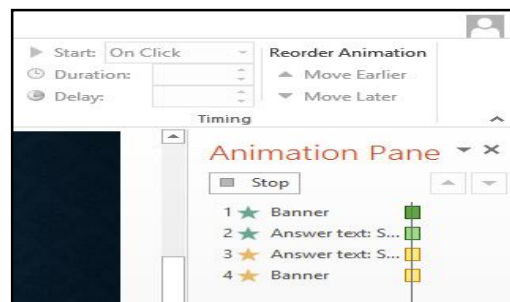 Start: On Click
Reorder Animation
Duration:
Move Earlier
Delay:
Move Later
Timing
Animation Pane
Stop
1 Banner
2 Answer text: S...
3 Answer text: S...
4 Banner